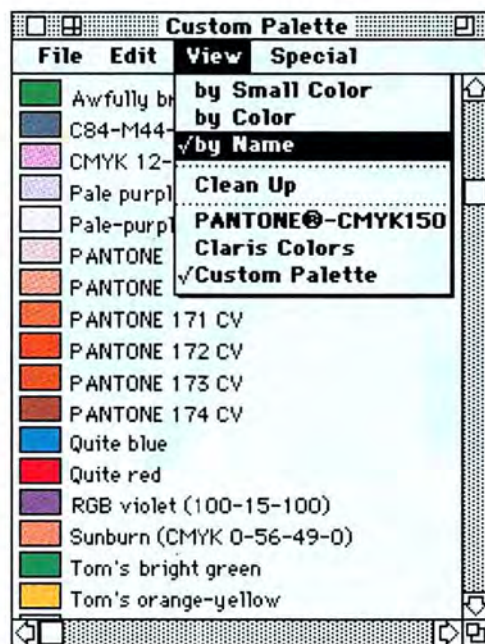 Custom Palette
File Edit View Special
by Small Color
by Color
√by Name
Clean Up
PANTONE®-CMYK150
Claris Colors
√Custom Palette
Awfully br
C84-M44-
CMYK 12-
Pale purpl
Pale-purpl
PANTONE
PANTONE
PANTONE 171 CV
PANTONE 172 CV
PANTONE 173 CV
PANTONE 174 CV
Quite blue
Quite red
RGB violet (100-15-100)
Sunburn (CMYK 0-56-49-0)
Tom's bright green
Tom's orange-yellow